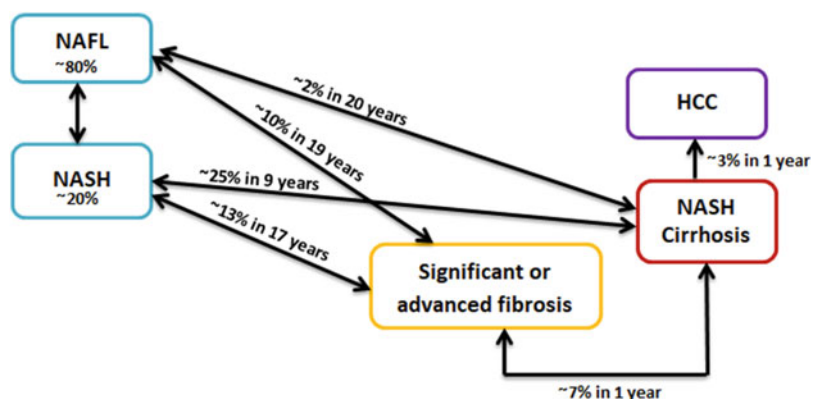 NAFL
~80%
~2% in 20 years
HCC
~10% in 19 years
~3% in 1 year
NASH
~20%
~25% in 9 years
NASH
Cirrhosis
~13% in 17 years
Significant or
advanced fibrosis
~7% in 1 year